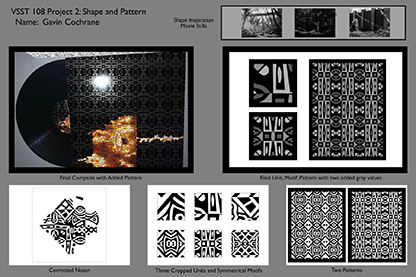 VSST 108 Project 2: Shape and Pattern
Name: Gavin Cochrane
Shape Inspiration
Movie Stills
Final Composite with Added Pattern
Final Unit, Motif, Pattern with two added gray values
Corrected Notan
Three Cropped Units and Symmetrical Motifs
Two Patterns